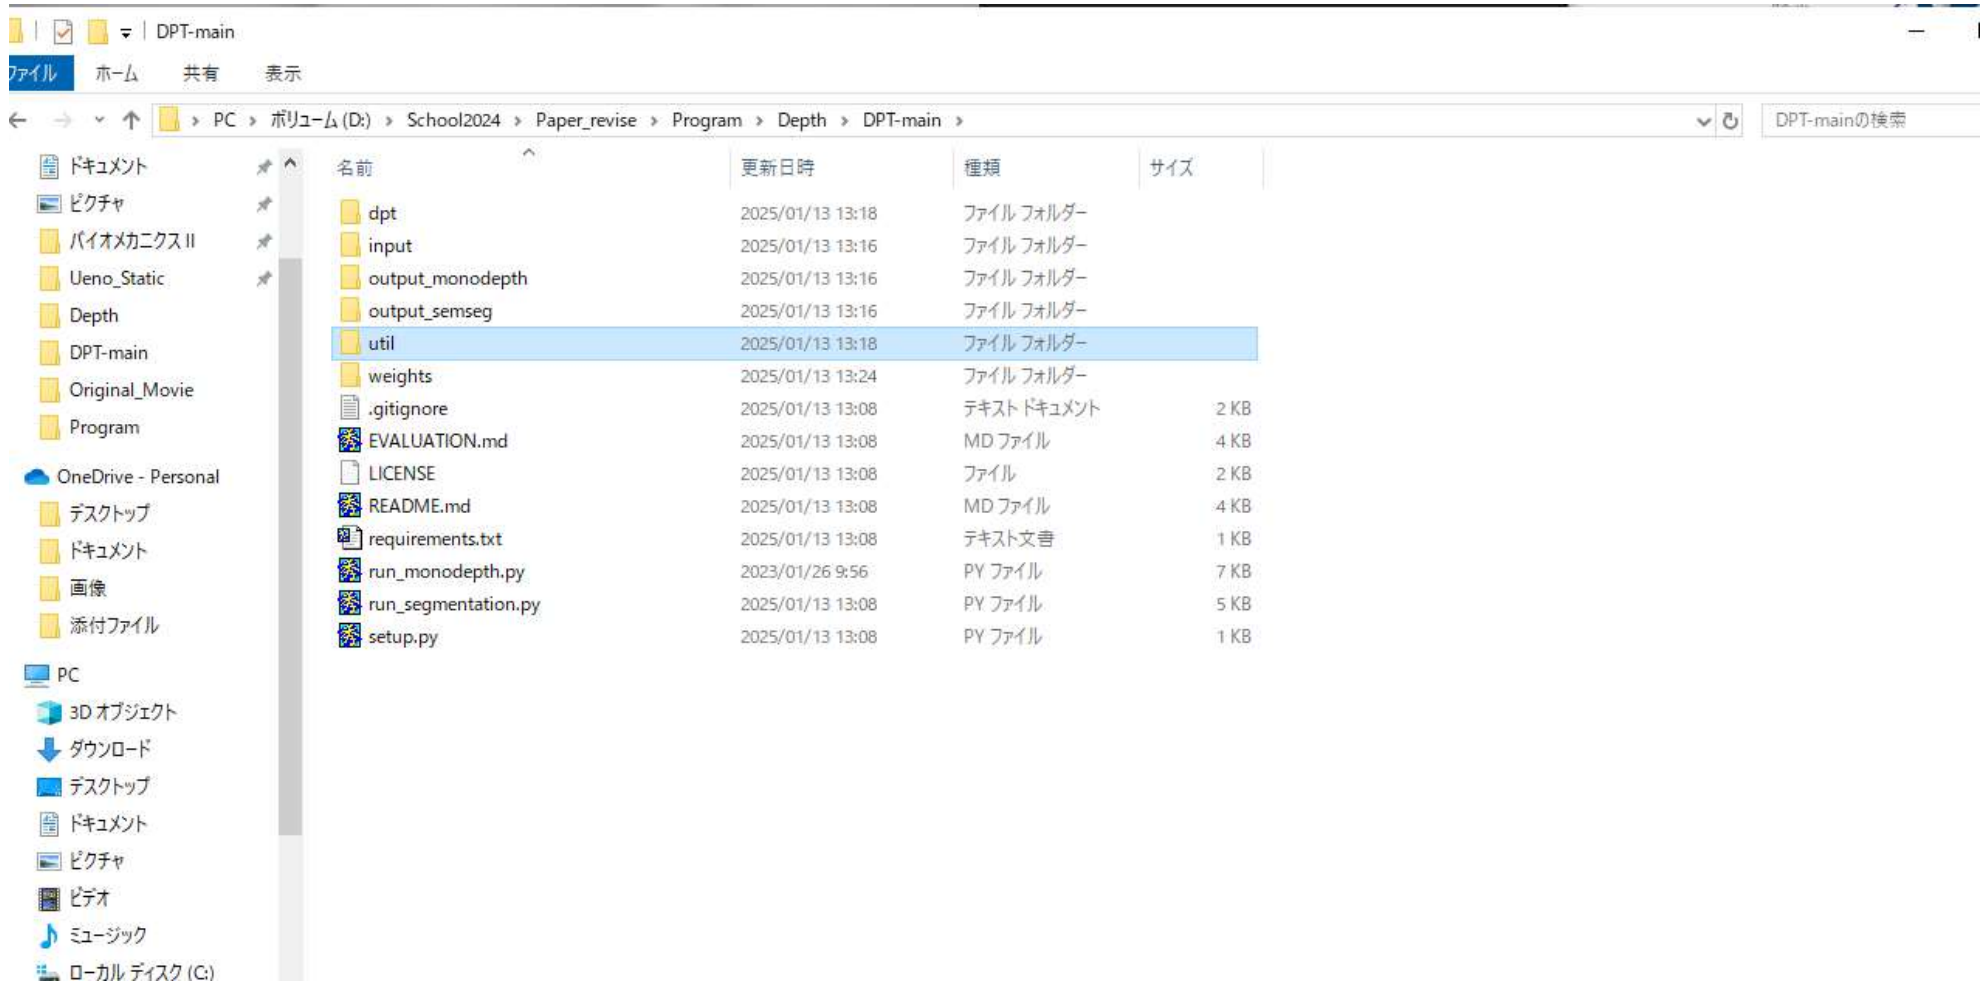 DPT-main
ファイル ホーム 共有 表示
PC > ボリューム (D:) > School2024 > Paper_revise > Program > Depth > DPT-main >
DPT-mainの検索
ドキュメント
ピクチャ
バイオメカニクス II
Ueno_Static
Depth
DPT-main
Original_Movie
Program
OneDrive - Personal
デスクトップ
ドキュメント
画像
添付ファイル
PC
3D オブジェクト
ダウンロード
デスクトップ
ドキュメント
ピクチャ
ビデオ
ミュージック
ローカル ディスク (C:)
名前 更新日時 種類 サイズ
dpt 2025/01/13 13:18 ファイル フォルダー
input 2025/01/13 13:16 ファイル フォルダー
output_monodepth 2025/01/13 13:16 ファイル フォルダー
output_semseg 2025/01/13 13:16 ファイル フォルダー
util 2025/01/13 13:18 ファイル フォルダー
weights 2025/01/13 13:24 ファイル フォルダー
.gitignore 2025/01/13 13:08 テキスト ドキュメント 2 KB
EVALUATION.md 2025/01/13 13:08 MD ファイル 4 KB
LICENSE 2025/01/13 13:08 ファイル 2 KB
README.md 2025/01/13 13:08 MD ファイル 4 KB
requirements.txt 2025/01/13 13:08 テキスト文書 1 KB
run_monodepth.py 2023/01/26 9:56 PY ファイル 7 KB
run_segmentation.py 2025/01/13 13:08 PY ファイル 5 KB
setup.py 2025/01/13 13:08 PY ファイル 1 KB